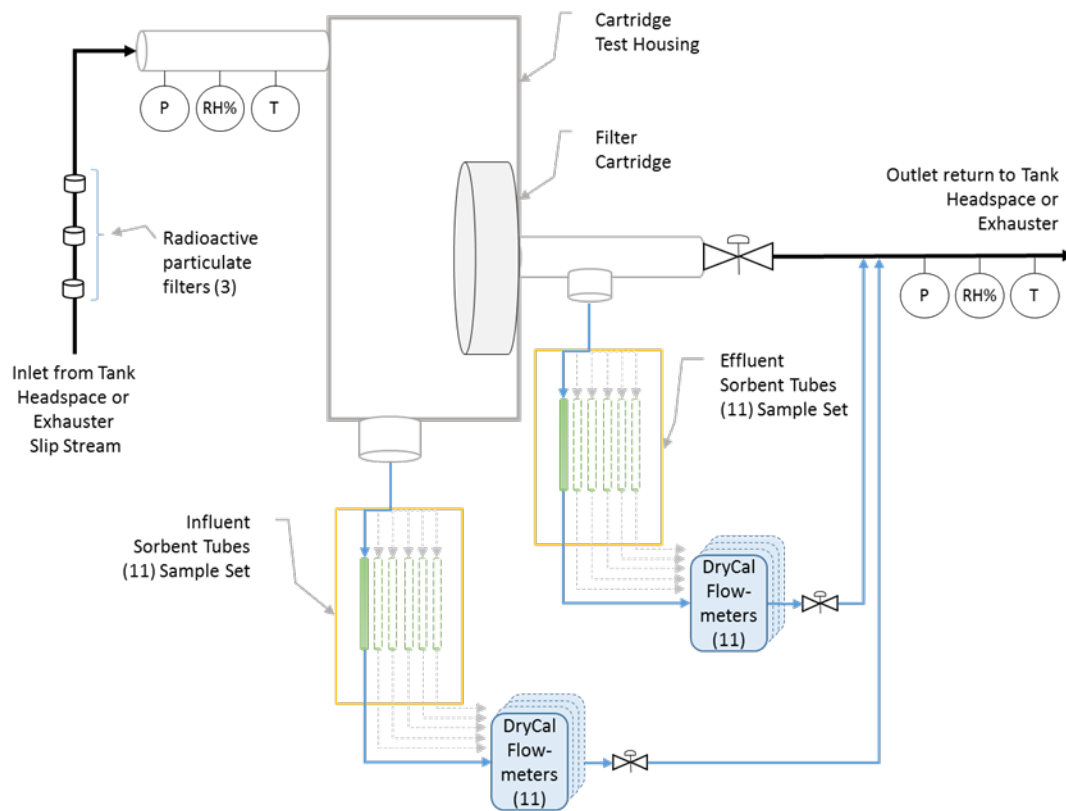 Cartridge
Test Housing
P
RH%
T
Filter
Cartridge
Outlet return to Tank
Headspace or
Exhauster
Radioactive
particulate
filters (3)
P
RH%
T
Inlet from Tank
Headspace or
Exhauster
Slip Stream
Effluent
Sorbent Tubes
(11) Sample Set
Influent
Sorbent Tubes
(11) Sample Set
DryCal
Flow-
meters
(11)
DryCal
Flow-
meters
(11)